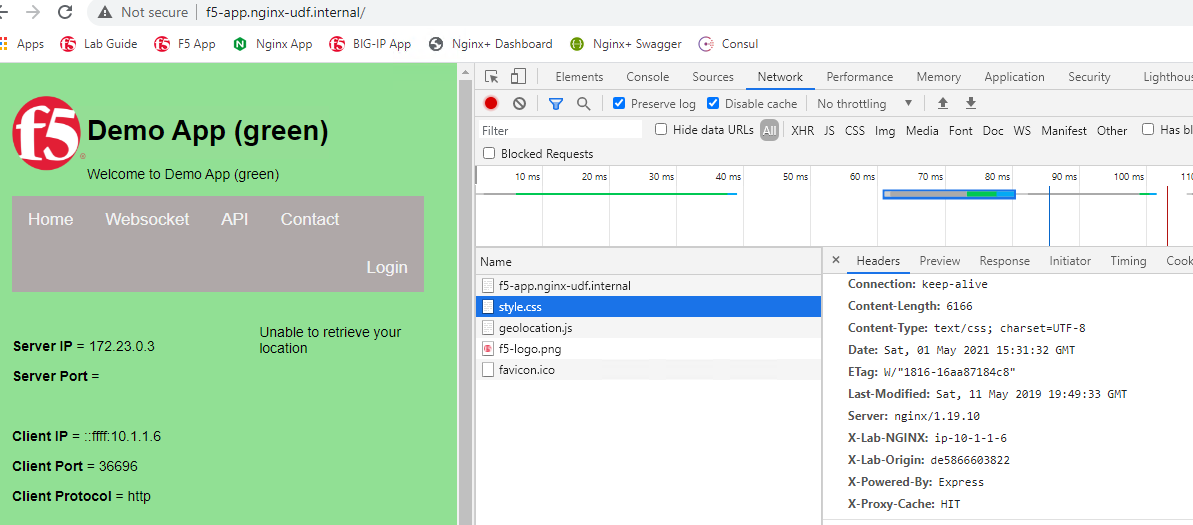 Not secure | f5-app.nginx-udf.internal/
Apps Lab Guide F5 App Nginx App BIG-IP App Nginx+ Dashboard Nginx+ Swagger Consul
f5 ®
Demo App (green)
Welcome to Demo App (green)
Home Websocket API Contact
Login
Server IP = 172.23.0.3
Server Port =
Unable to retrieve your
location
Client IP = ::ffff:10.1.1.6
Client Port = 36696
Client Protocol = http
Elements Console Sources Network Performance Memory Application Security Lighthous
Preserve log Disable cache No throttling
Filter Hide data URLs All XHR JS CSS Img Media Font Doc WS Manifest Other Has bl
Blocked Requests
10 ms 20 ms 30 ms 40 ms 50 ms 60 ms 70 ms 80 ms 90 ms 100 ms 110
Name
f5-app.nginx-udf.internal
style.css
geolocation.js
f5-logo.png
favicon.ico
× Headers Preview Response Initiator Timing Cook
Connection: keep-alive
Content-Length: 6166
Content-Type: text/css; charset=UTF-8
Date: Sat, 01 May 2021 15:31:32 GMT
ETag: W/"1816-16aa87184c8"
Last-Modified: Sat, 11 May 2019 19:49:33 GMT
Server: nginx/1.19.10
X-Lab-NGINX: ip-10-1-1-6
X-Lab-Origin: de5866603822
X-Powered-By: Express
X-Proxy-Cache: HIT